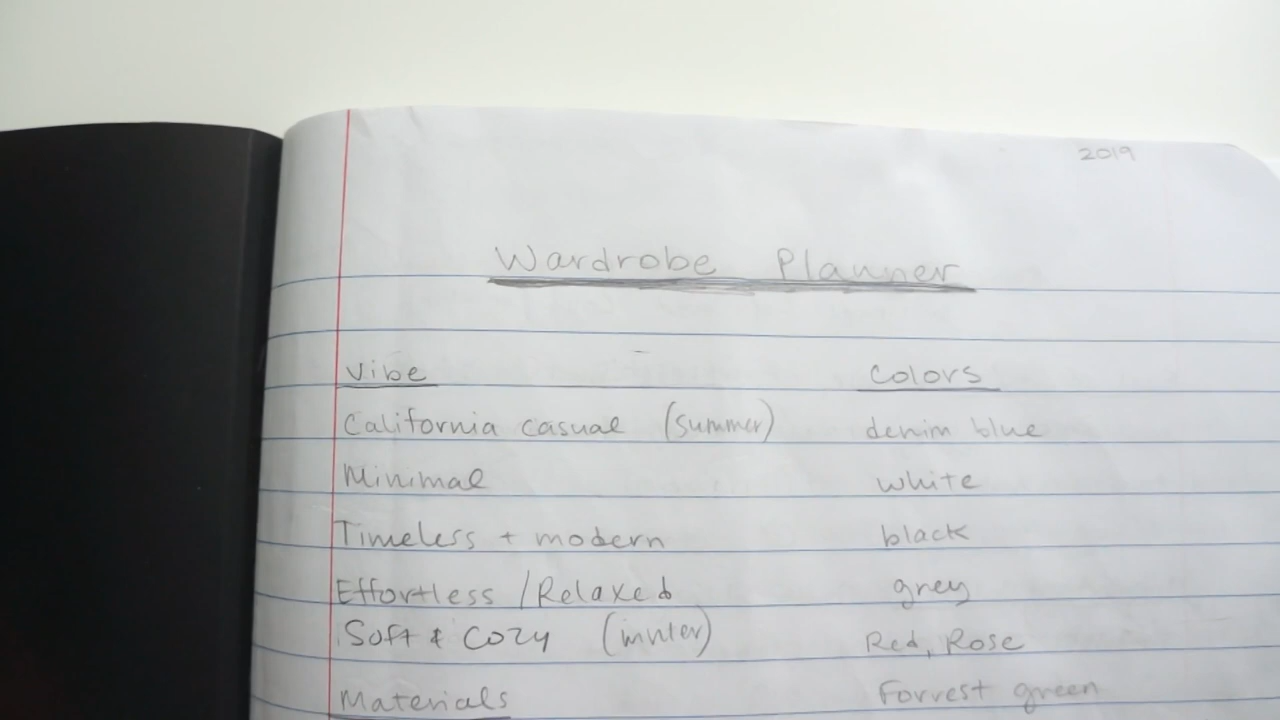 2019
Wardrobe Planner
Vibe
Colors
California casual (summer)
denim blue
Minimal
white
Timeless + modern
black
Effortless / Relaxed
grey
Soft & Cozy (winter)
Red, Rose
Materials
Forrest green